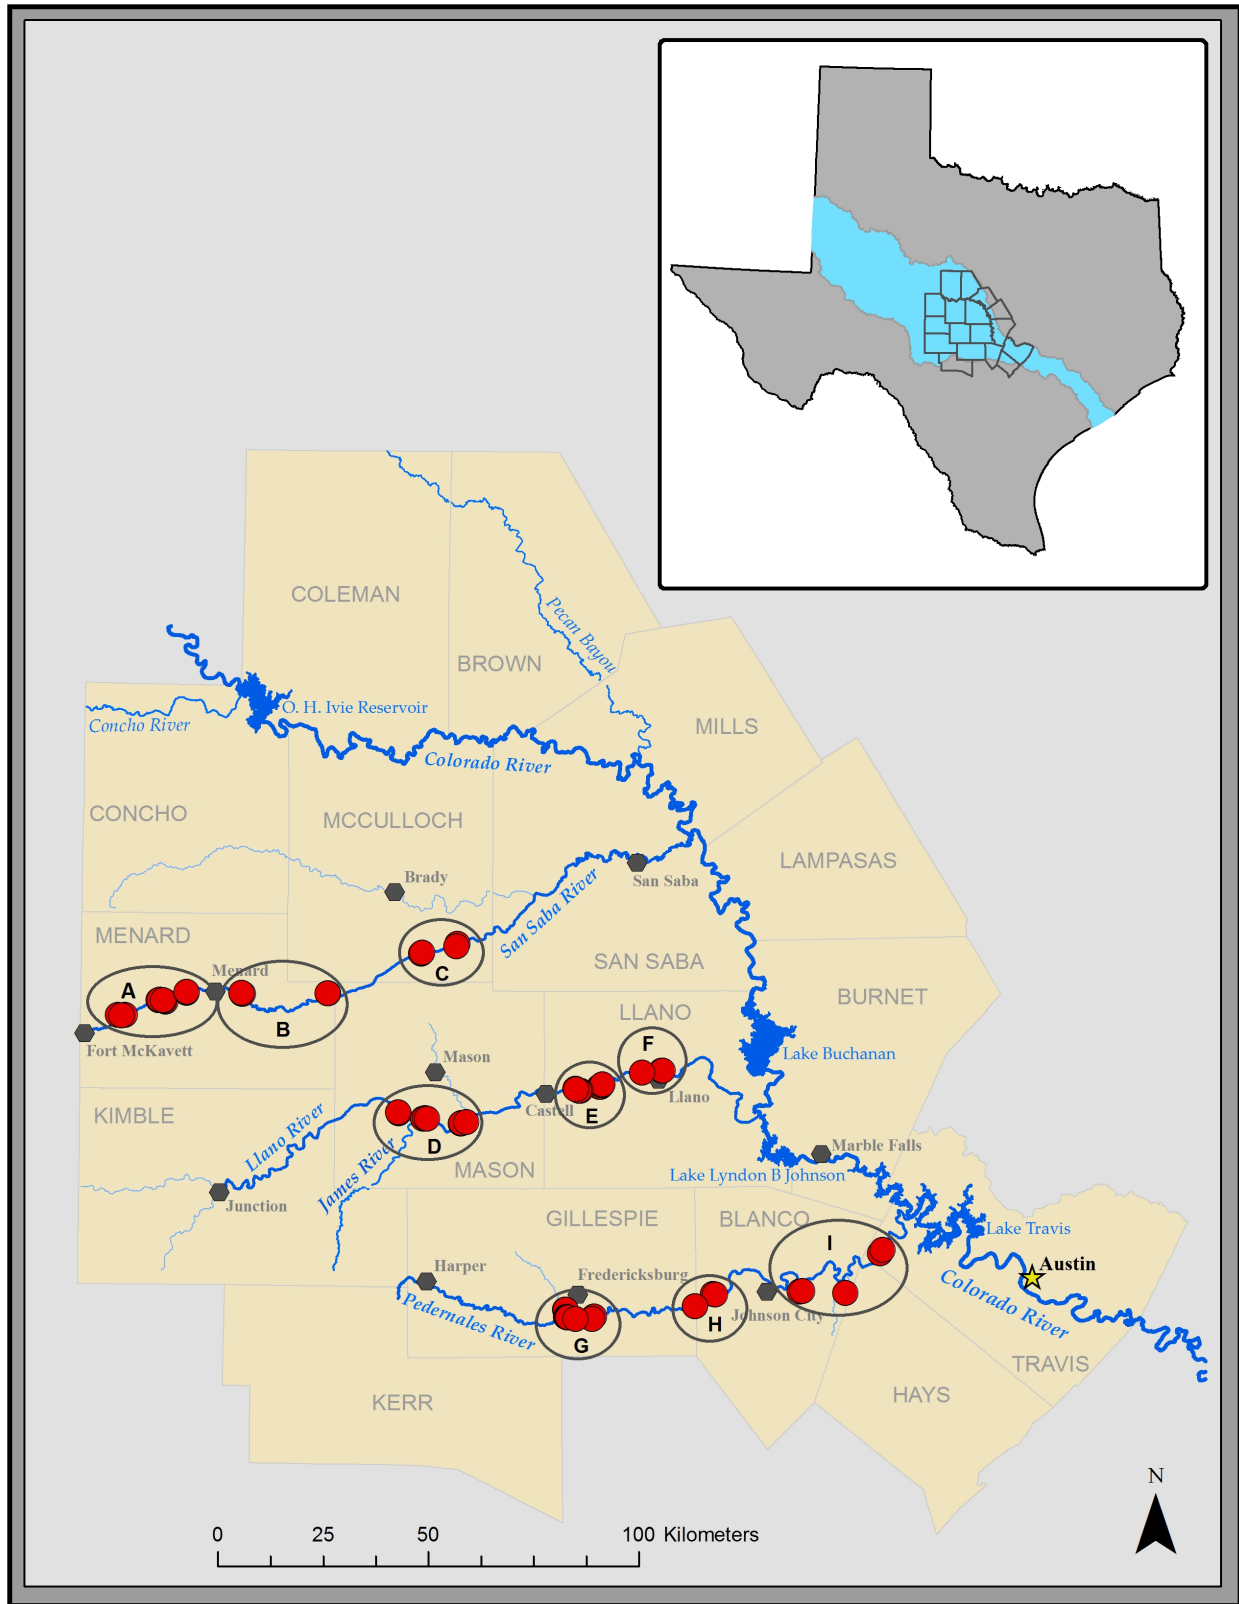 COLEMAN
BROWN
Pecan Bayou
MILLS
O. H. Ivie Reservoir
Concho River
Colorado River
CONCHO
MCCULLOCH
LAMPASAS
Brady
San Saba
San Saba River
MENARD
SAN SABA
Menard
A
B
C
BURNET
LLANO
Fort McKavett
F
Lake Buchanan
Mason
Llano
Castell
E
KIMBLE
Llano River
D
James River
MASON
Marble Falls
Lake Lyndon B Johnson
Junction
GILLESPIE
BLANCO
I
Lake Travis
Austin
Harper
Fredericksburg
Colorado River
Pedernales River
H
Johnson City
G
TRAVIS
HAYS
KERR
N
0 25 50 100 Kilometers